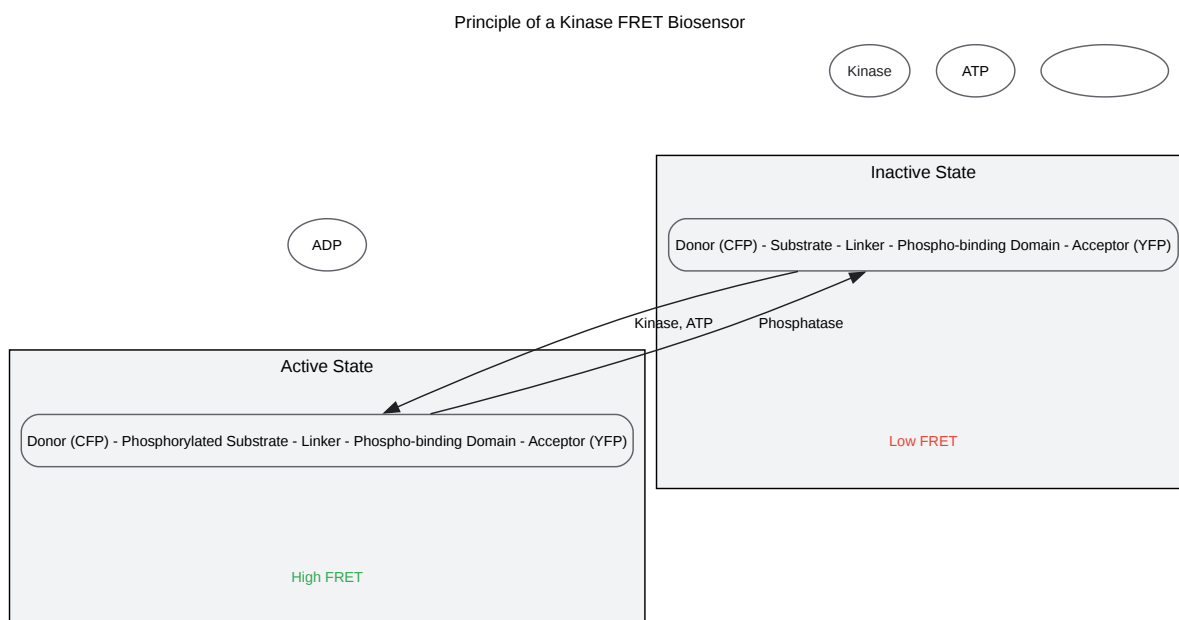 Principle of a Kinase FRET Biosensor
Kinase
ATP
Inactive State
ADP
Donor (CFP) - Substrate - Linker - Phospho-binding Domain - Acceptor (YFP)
Kinase, ATP
Phosphatase
Active State
Donor (CFP) - Phosphorylated Substrate - Linker - Phospho-binding Domain - Acceptor (YFP)
Low FRET
High FRET